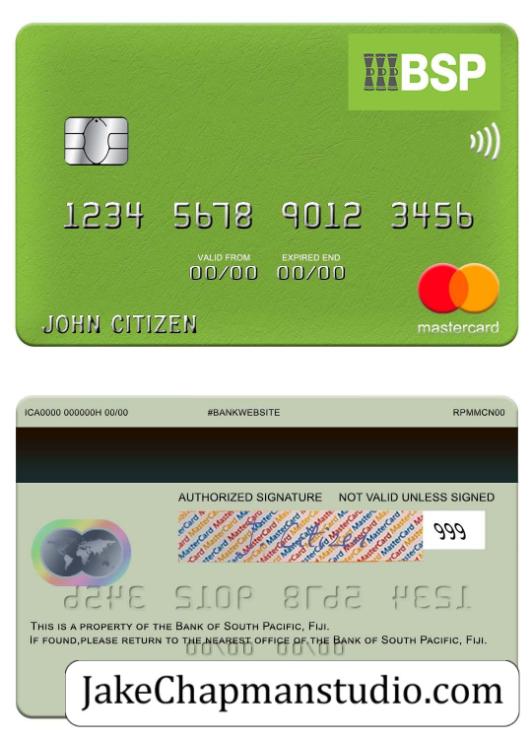 BSP
1234 5678 9012 3456
VALID FROM EXPIRED END
00/00 00/00
JOHN CITIZEN
mastercard
ICA0000 000000H 00/00 #BANKWEBSITE RPMMCN00
AUTHORIZED SIGNATURE NOT VALID UNLESS SIGNED
999
THIS IS A PROPERTY OF THE BANK OF SOUTH PACIFIC, FIJI.
IF FOUND,PLEASE RETURN TO THE NEAREST OFFICE OF THE BANK OF SOUTH PACIFIC, FIJI.
JakeChapmanstudio.com